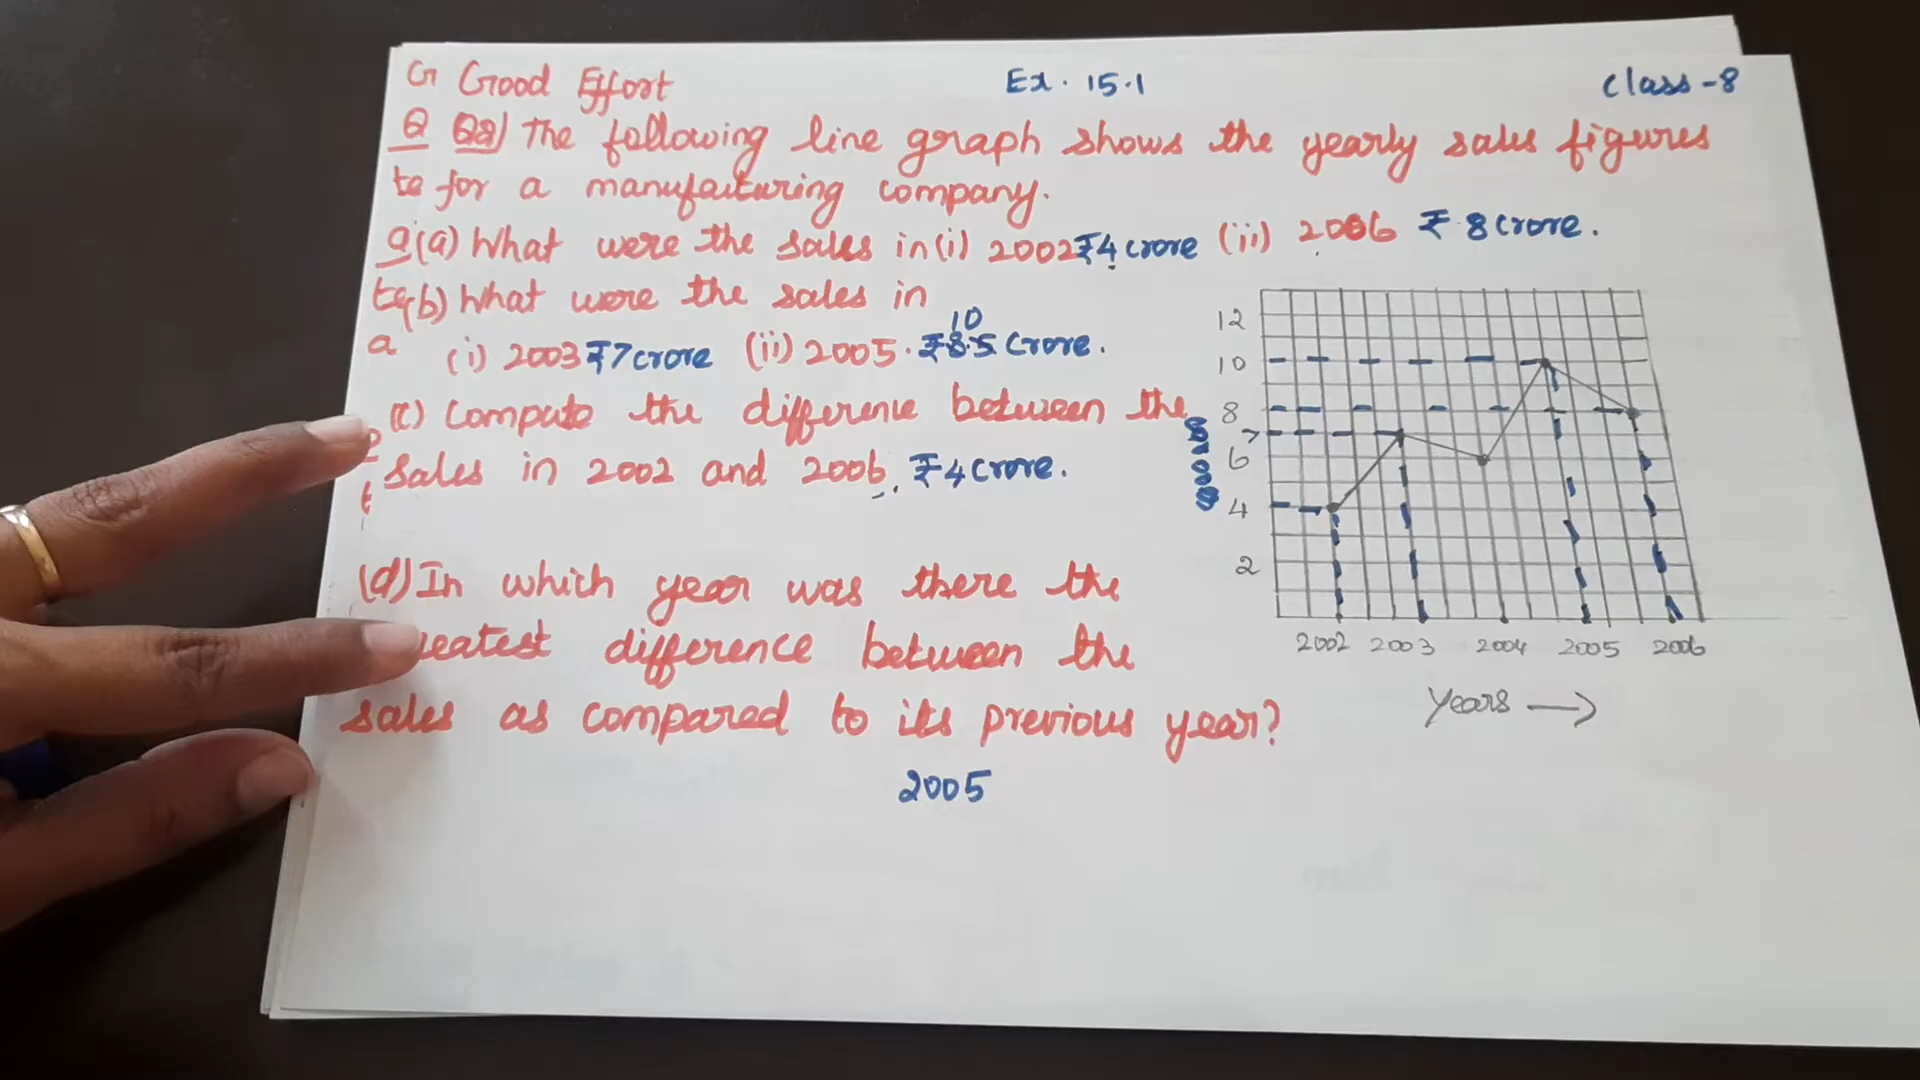 G Good Effort Ex. 15.1 Class-8
Q Q2) The following line graph shows the yearly sales figures
te for a manufacturing company.
a (a) What were the sales in (i) 2002 ₹4 crore (ii) 2006 ₹ 8 crore.
(b) What were the sales in
a (i) 2003 ₹7 crore (ii) 2005. ₹8.5 10 Crore.
(c) Compute the difference between the
sales in 2002 and 2006. ₹4 Crore.
t
(d) In which year was there the
difference between the
sales as compared to its previous year?
2005
12
10
8
7
6
4
2
2002 2003 2004 2005 2006
Years →